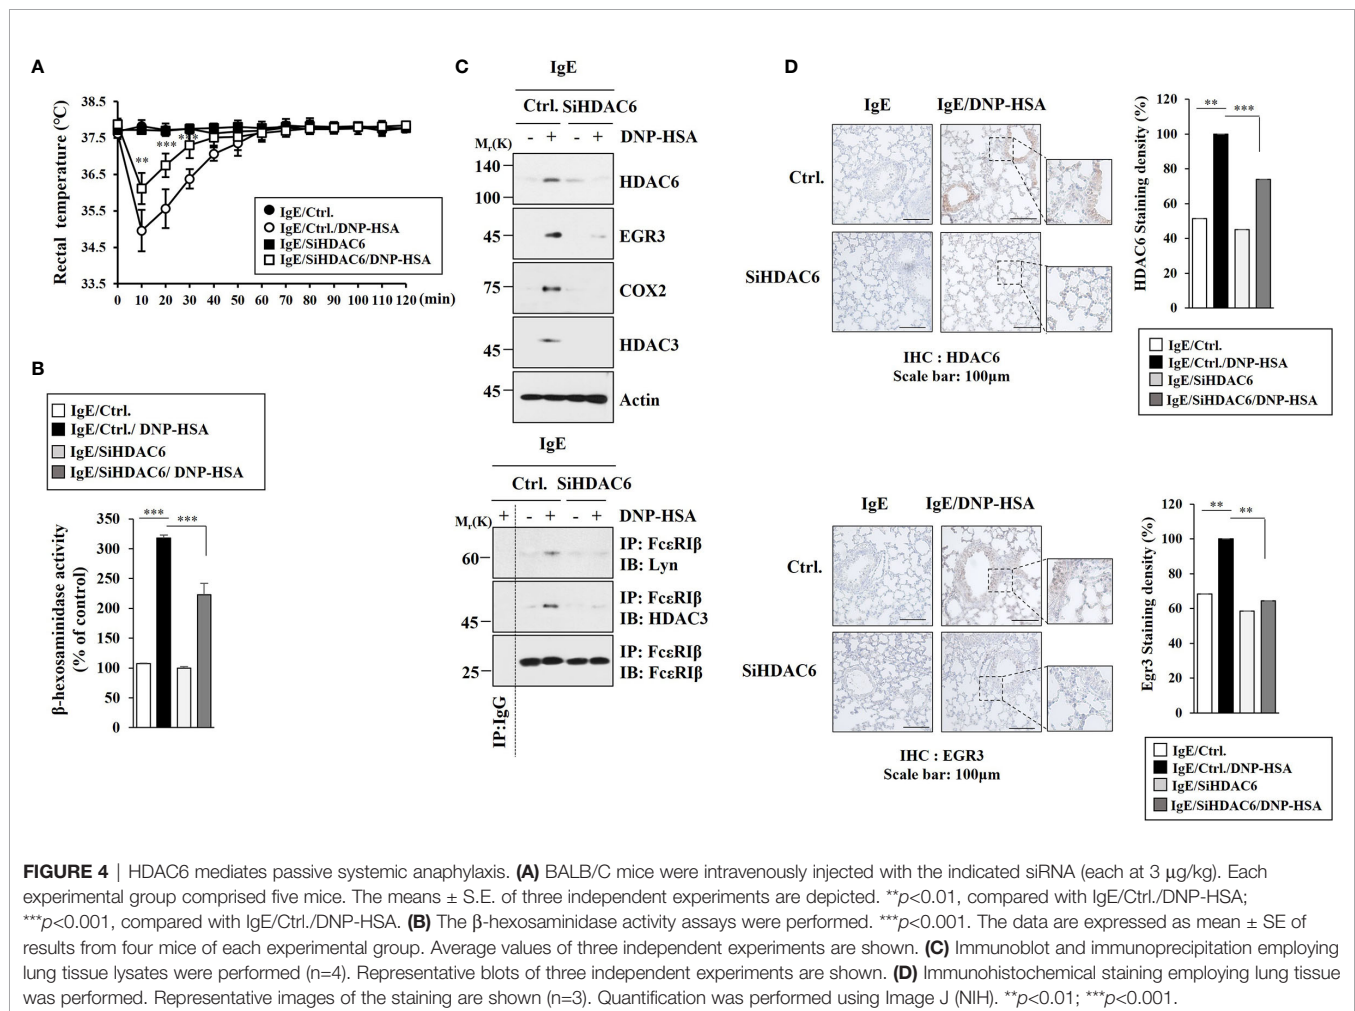 A
38.5
37.5
36.5
35.5
34.5
33.5
Rectal temperature (°C)
** *** ***
IgE/Ctrl.
IgE/Ctrl./DNP-HSA
IgE/SiHDAC6
IgE/SiHDAC6/DNP-HSA
0 10 20 30 40 50 60 70 80 90 100 110 120 (min)
B
IgE/Ctrl.
IgE/Ctrl./ DNP-HSA
IgE/SiHDAC6
IgE/SiHDAC6/ DNP-HSA
β-hexosaminidase activity
(% of control)
350
300
250
200
150
100
50
0
*** ***
C
IgE
Ctrl. SiHDAC6
- + - + DNP-HSA
Mr(K)
140
100
HDAC6
45
EGR3
75
COX2
45
HDAC3
45
Actin
IgE
Ctrl. SiHDAC6
Mr(K) + - + - + DNP-HSA
60
IP: FcεRIβ
IB: Lyn
45
IP: FcεRIβ
IB: HDAC3
25
IP: FcεRIβ
IB: FcεRIβ
IP:IgG
D
IgE IgE/DNP-HSA
Ctrl.
SiHDAC6
IHC : HDAC6
Scale bar: 100μm
HDAC6 Staining density (%)
120
100
80
60
40
20
0
** ***
IgE/Ctrl.
IgE/Ctrl./DNP-HSA
IgE/SiHDAC6
IgE/SiHDAC6/DNP-HSA
IgE IgE/DNP-HSA
Ctrl.
SiHDAC6
IHC : EGR3
Scale bar: 100μm
Egr3 Staining density (%)
120
100
80
60
40
20
0
** **
IgE/Ctrl.
IgE/Ctrl./DNP-HSA
IgE/SiHDAC6
IgE/SiHDAC6/DNP-HSA
FIGURE 4 | HDAC6 mediates passive systemic anaphylaxis. (A) BALB/C mice were intravenously injected with the indicated siRNA (each at 3 μg/kg). Each
experimental group comprised five mice. The means ± S.E. of three independent experiments are depicted. **p<0.01, compared with IgE/Ctrl./DNP-HSA;
***p<0.001, compared with IgE/Ctrl./DNP-HSA. (B) The β-hexosaminidase activity assays were performed. ***p<0.001. The data are expressed as mean ± SE of
results from four mice of each experimental group. Average values of three independent experiments are shown. (C) Immunoblot and immunoprecipitation employing
lung tissue lysates were performed (n=4). Representative blots of three independent experiments are shown. (D) Immunohistochemical staining employing lung tissue
was performed. Representative images of the staining are shown (n=3). Quantification was performed using Image J (NIH). **p<0.01; ***p<0.001.